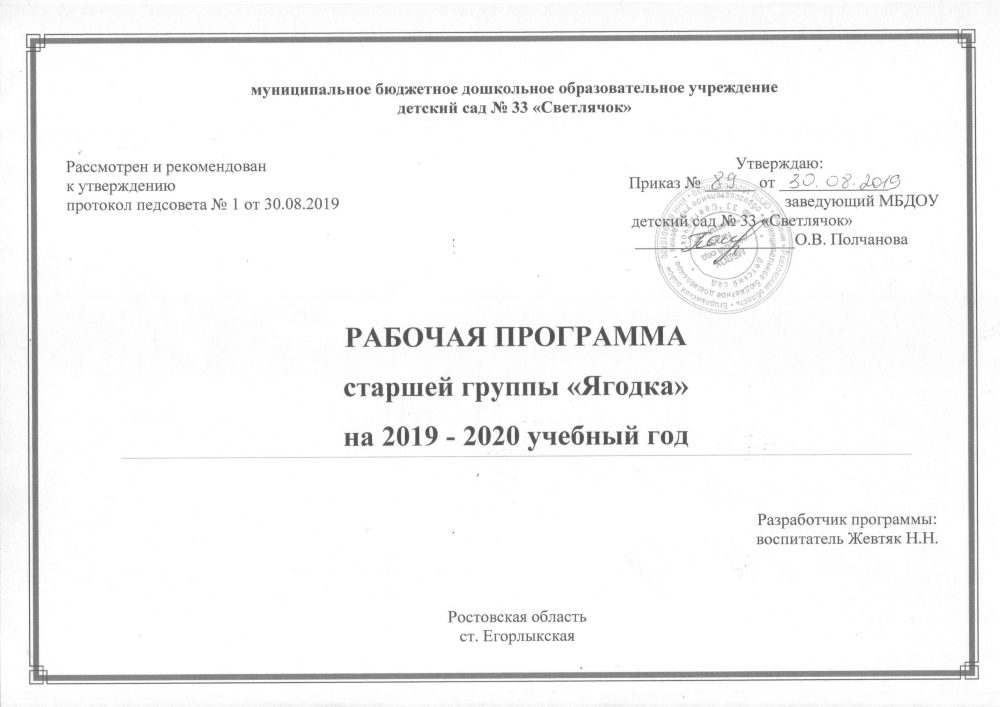 муниципальное бюджетное дошкольное образовательное учреждение
детский сад № 33 «Светлячок»
Рассмотрен и рекомендован
к утверждению
протокол педсовета № 1 от 30.08.2019
Утверждаю:
Приказ № 89 от 30.08.2019
заведующий МБДОУ
детский сад № 33 «Светлячок»
О.В. Полчанова
РАБОЧАЯ ПРОГРАММА
старшей группы «Ягодка»
на 2019 - 2020 учебный год
Разработчик программы:
воспитатель Жевтяк Н.Н.
Ростовская область
ст. Егорлыкская